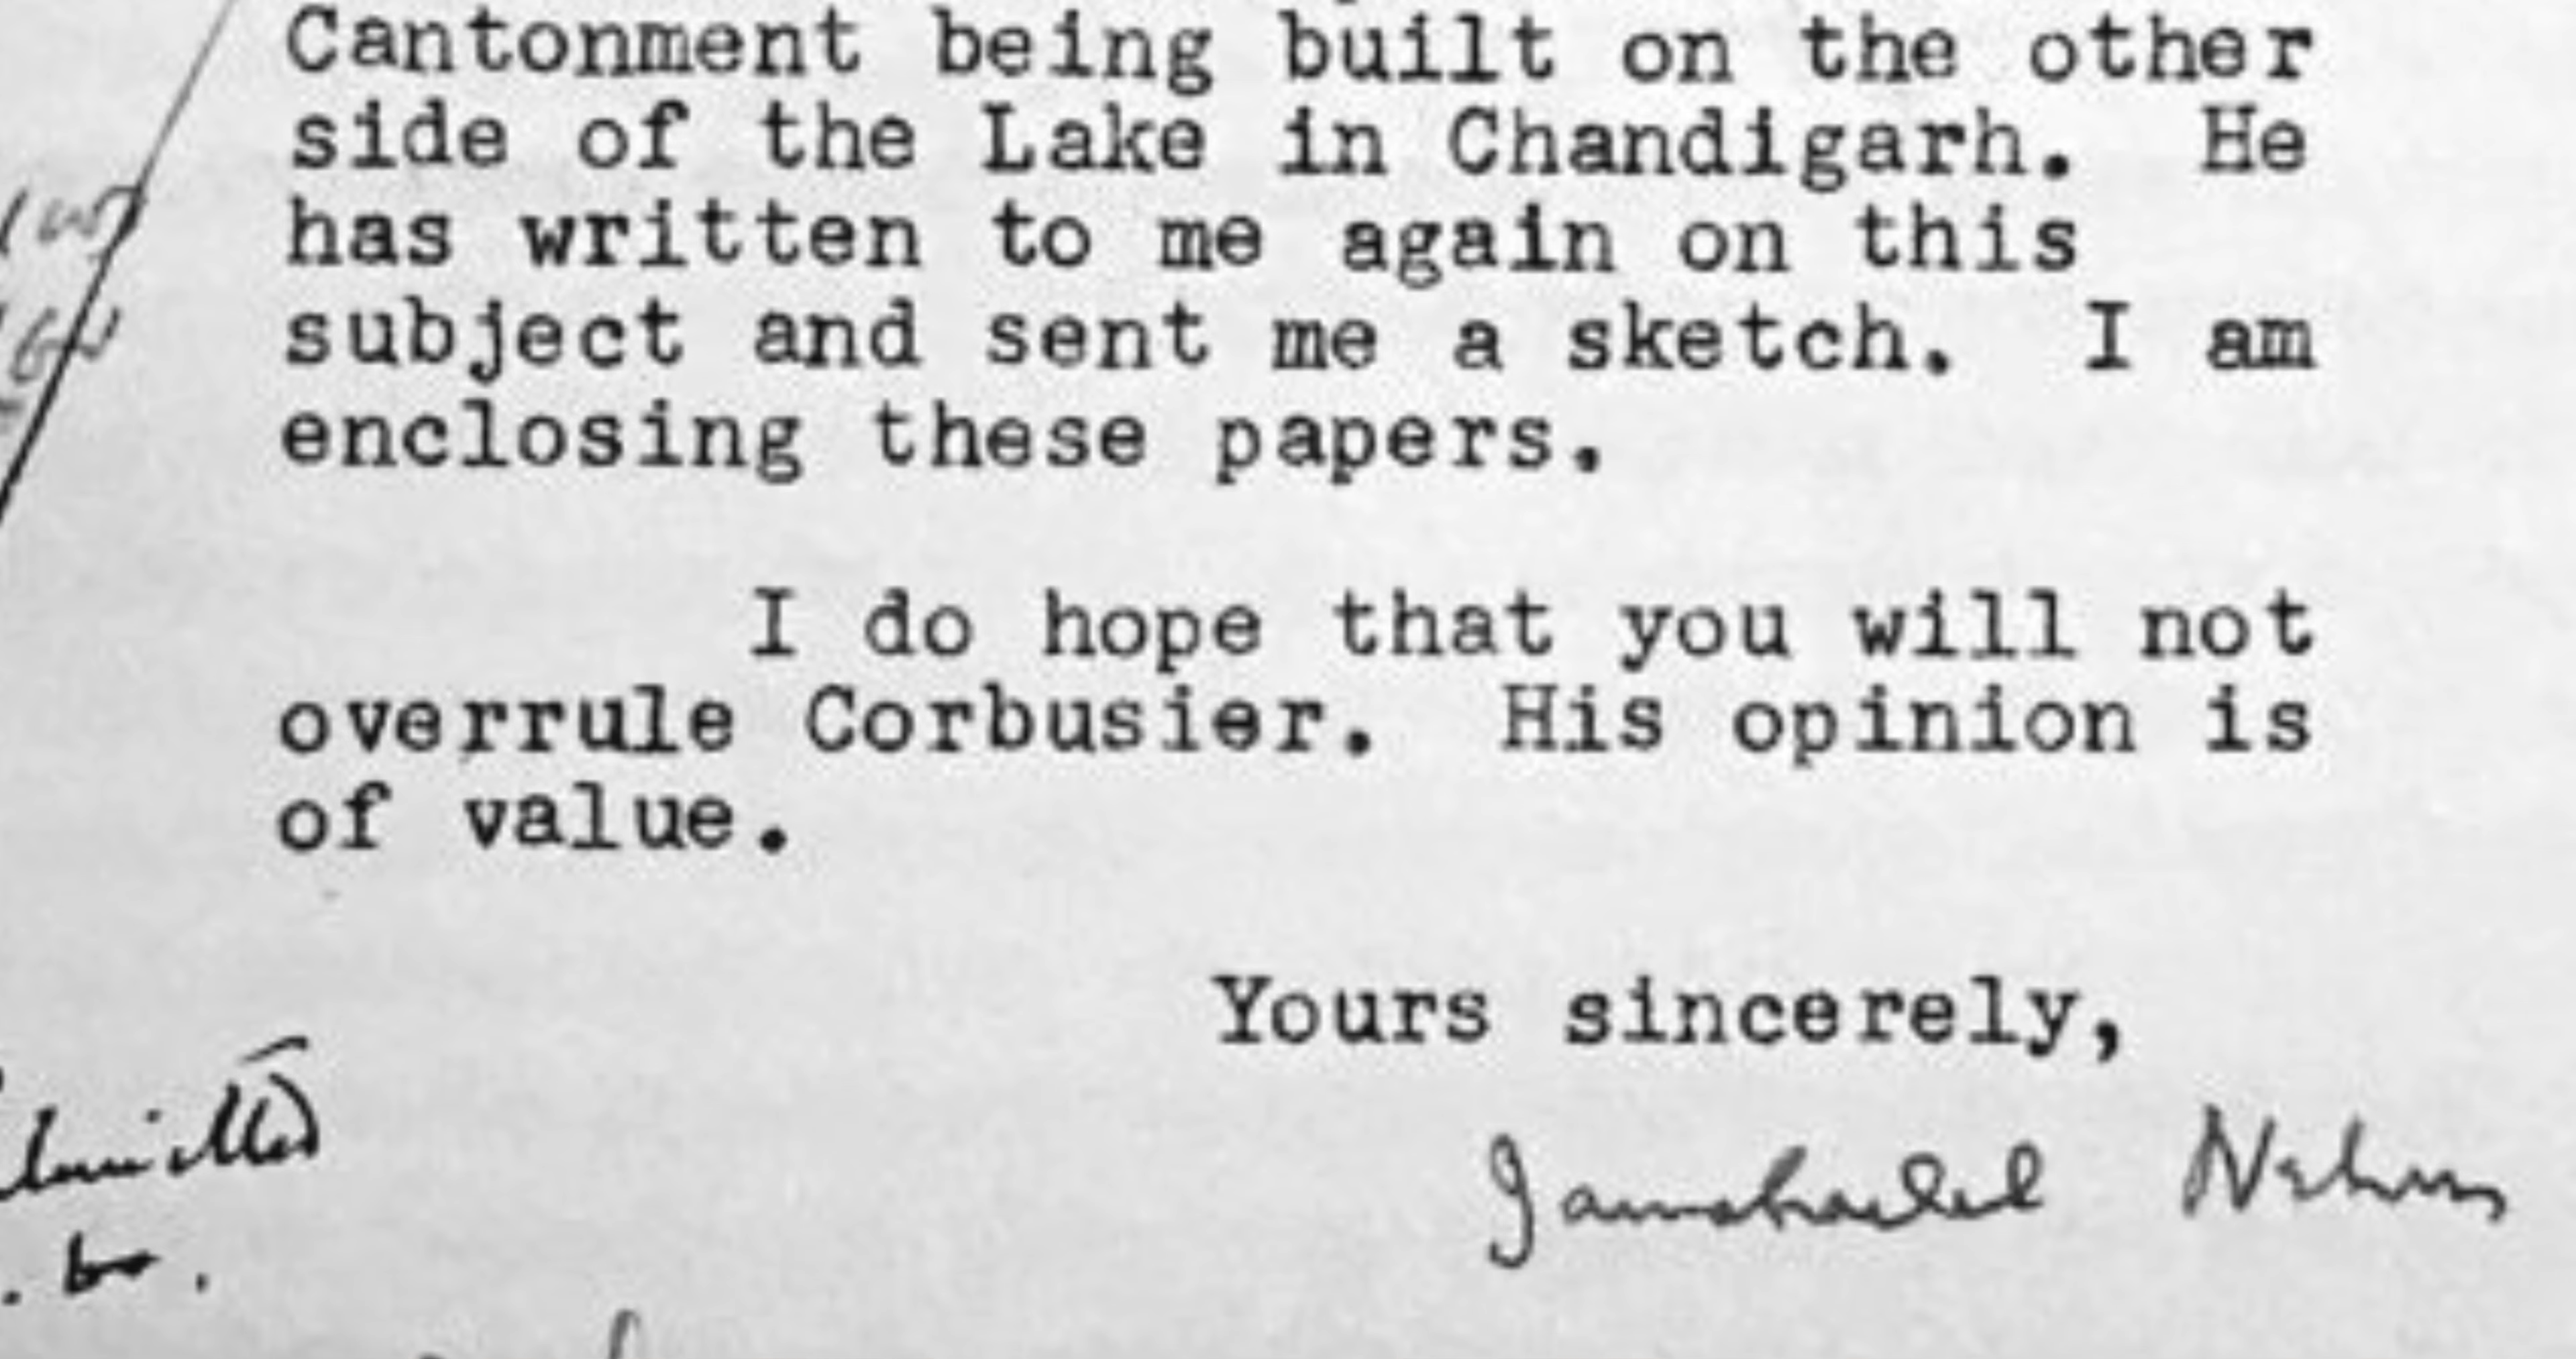 Cantonment being built on the other
side of the Lake in Chandigarh. He
has written to me again on this
subject and sent me a sketch. I am
enclosing these papers.
I do hope that you will not
overrule Corbusier. His opinion is
of value.
Yours sincerely,
Jawaharlal Nehru